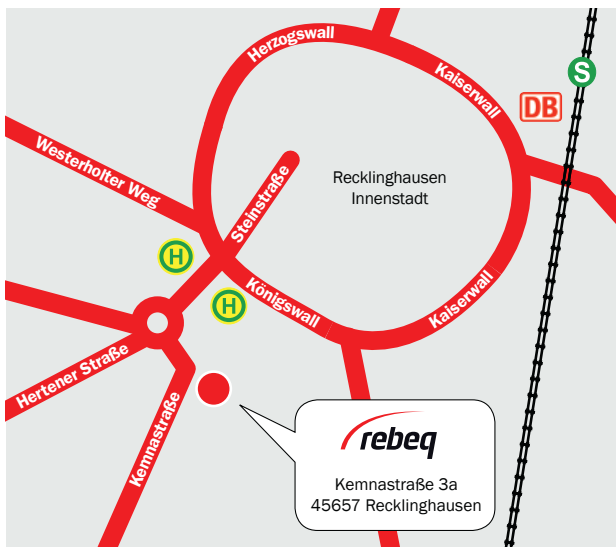 Herzogswall
Kaiserwall
S
DB
Westerholter Weg
Steinstraße
Recklinghausen
Innenstadt
H
H
Königswall
Kaiserwall
Hertener Straße
Kemnastraße
rebeq
Kemnastraße 3a
45657 Recklinghausen